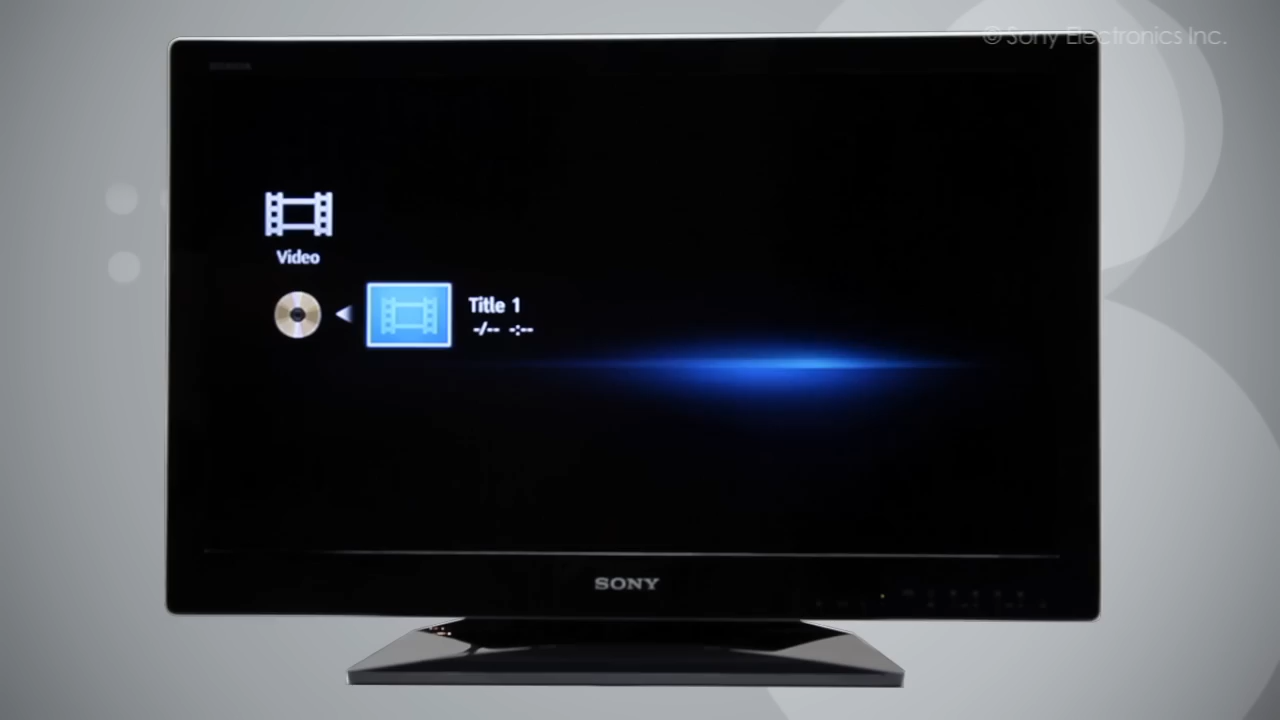 © Sony Electronics Inc.
Video
Title 1
-/-- -:--
SONY